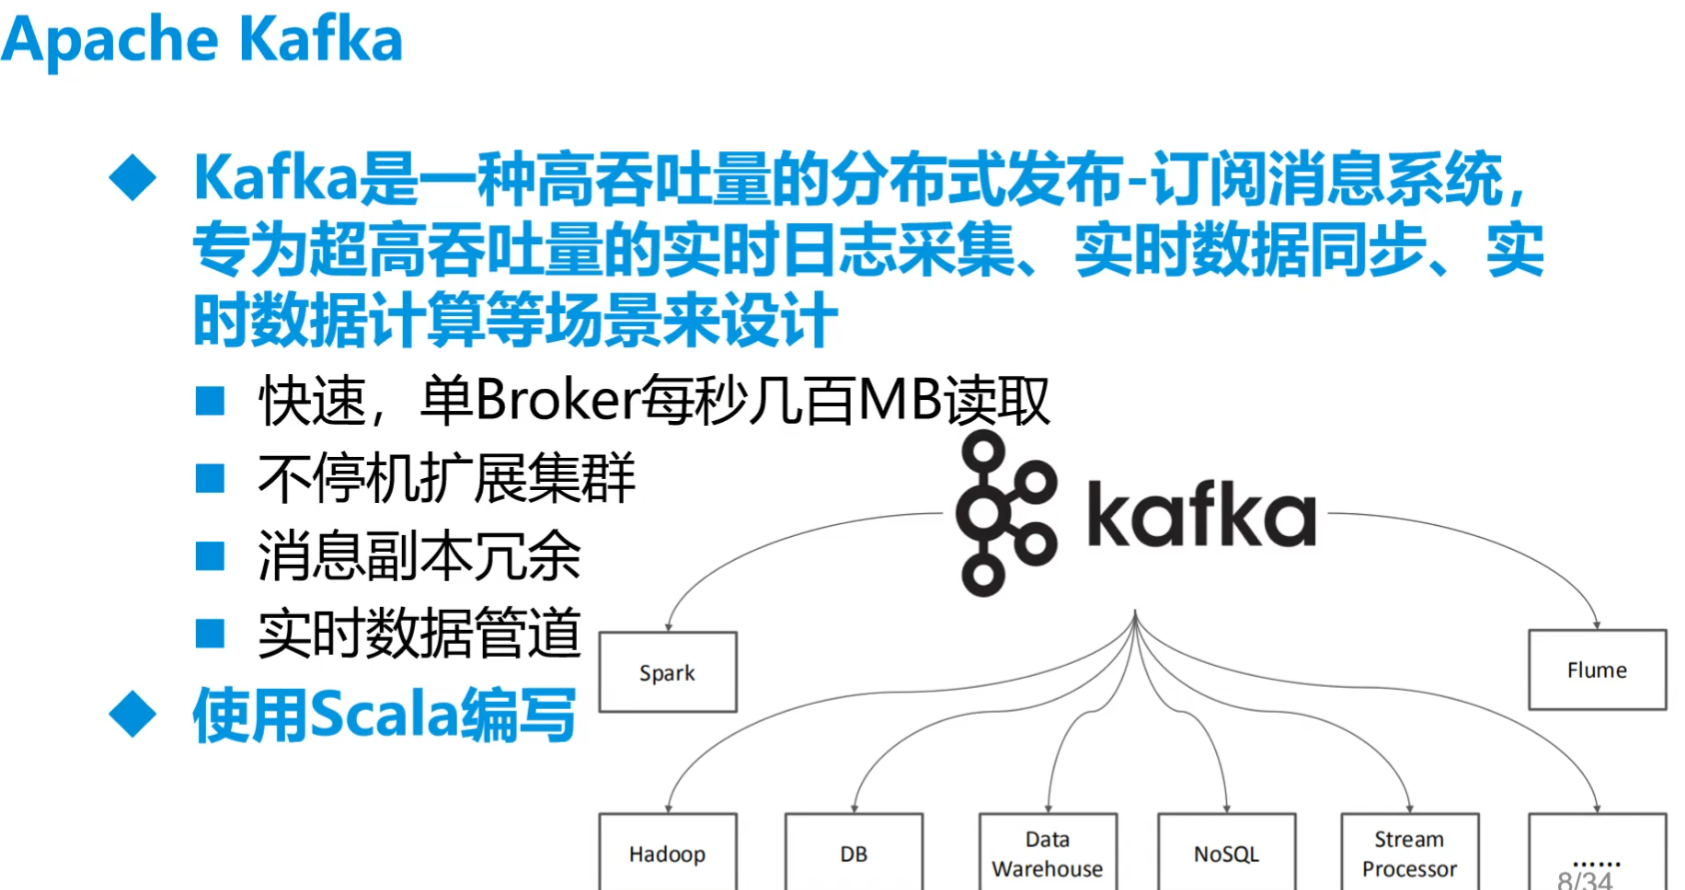 Apache Kafka
Kafka是一种高吞吐量的分布式发布-订阅消息系统，
专为超高吞吐量的实时日志采集、实时数据同步、实
时数据计算等场景来设计
快速，单Broker每秒几百MB读取
不停机扩展集群
消息副本冗余
实时数据管道
使用Scala编写
kafka
Spark
Flume
Hadoop
DB
Data
Warehouse
NoSQL
Stream
Processor
......
8/34